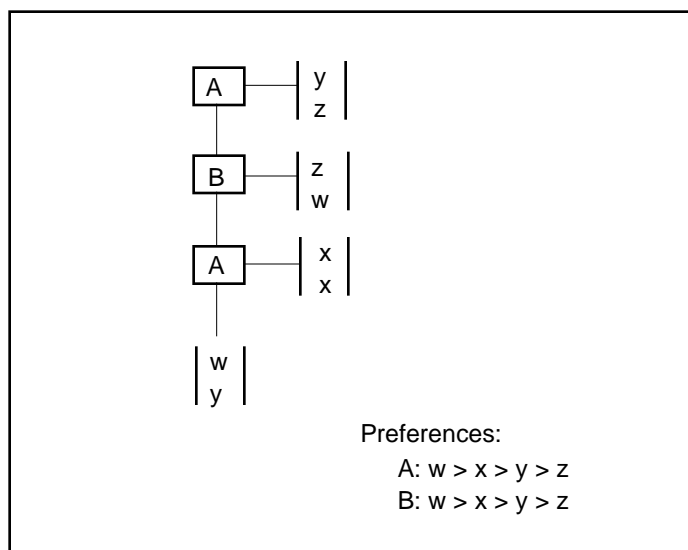 A
y
z
B
z
w
A
x
x
w
y
Preferences:
A: w > x > y > z
B: w > x > y > z